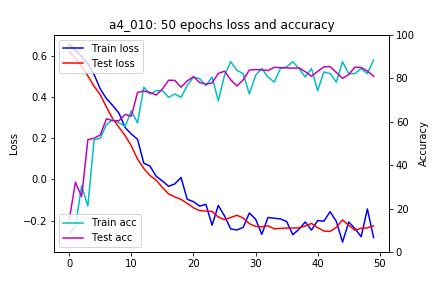 a4_010: 50 epochs loss and accuracy
Train loss
Test loss
Train acc
Test acc
Loss
Accuracy
0.6
0.4
0.2
0.0
−0.2
100
80
60
40
20
0
0
10
20
30
40
50